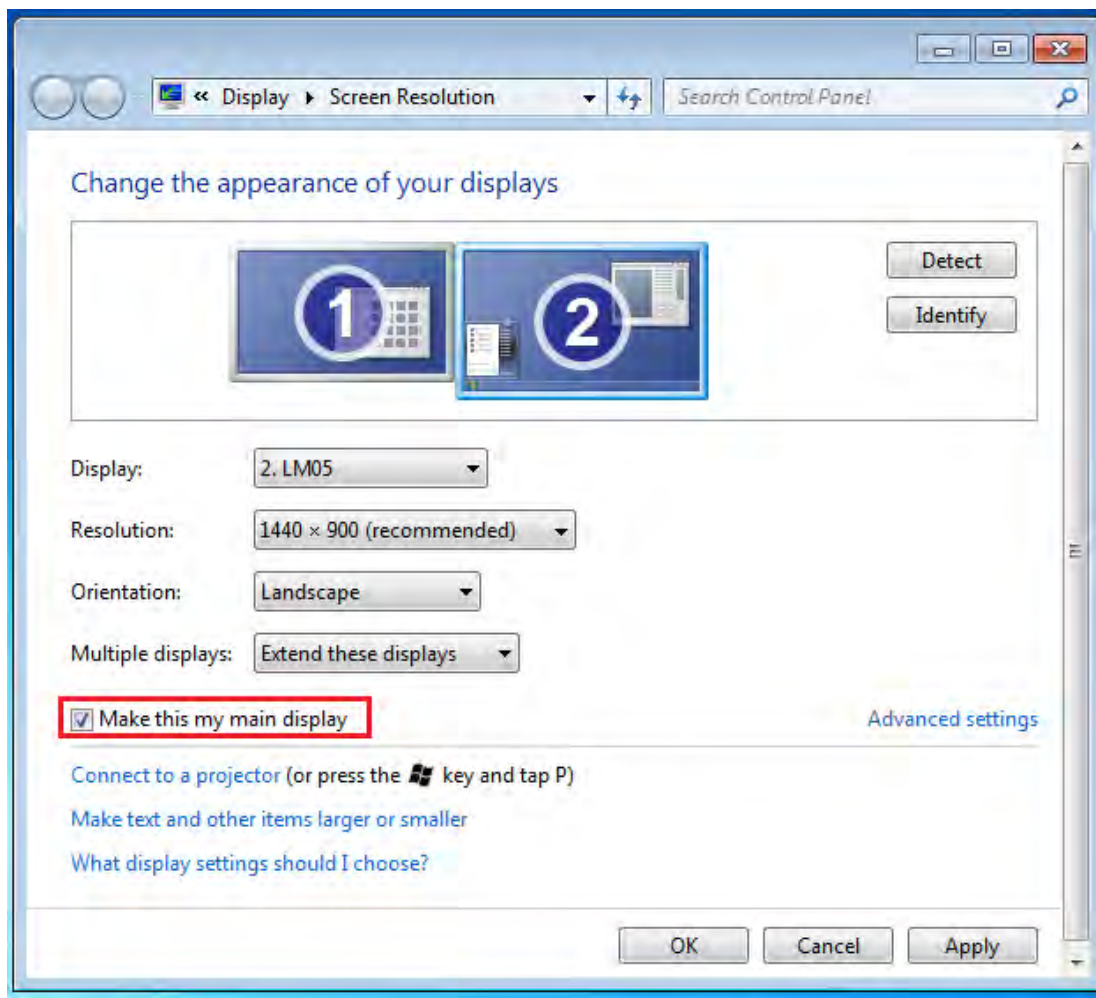 « Display ▸ Screen Resolution
Search Control Panel
Change the appearance of your displays
1
2
Detect
Identify
Display: 2. LM05
Resolution: 1440 × 900 (recommended)
Orientation: Landscape
Multiple displays: Extend these displays
Make this my main display
Advanced settings
Connect to a projector (or press the key and tap P)
Make text and other items larger or smaller
What display settings should I choose?
OK Cancel Apply